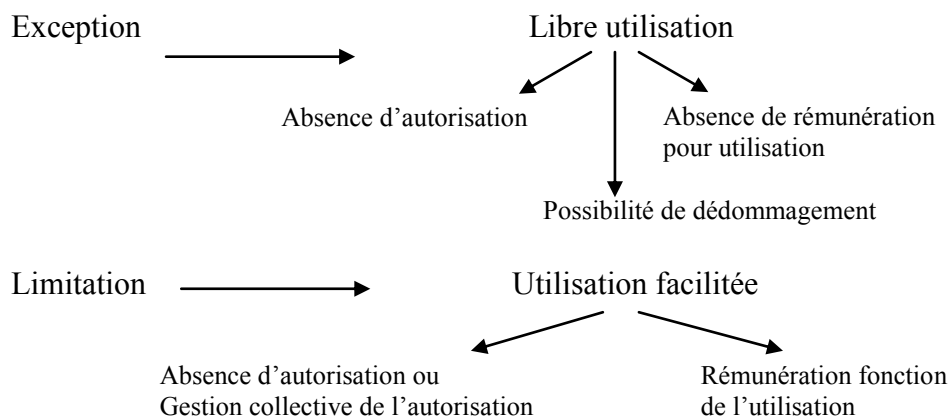 Exception
Libre utilisation
Absence d’autorisation
Absence de rémunération
pour utilisation
Possibilité de dédommagement
Limitation
Utilisation facilitée
Absence d’autorisation ou
Gestion collective de l’autorisation
Rémunération fonction
de l’utilisation